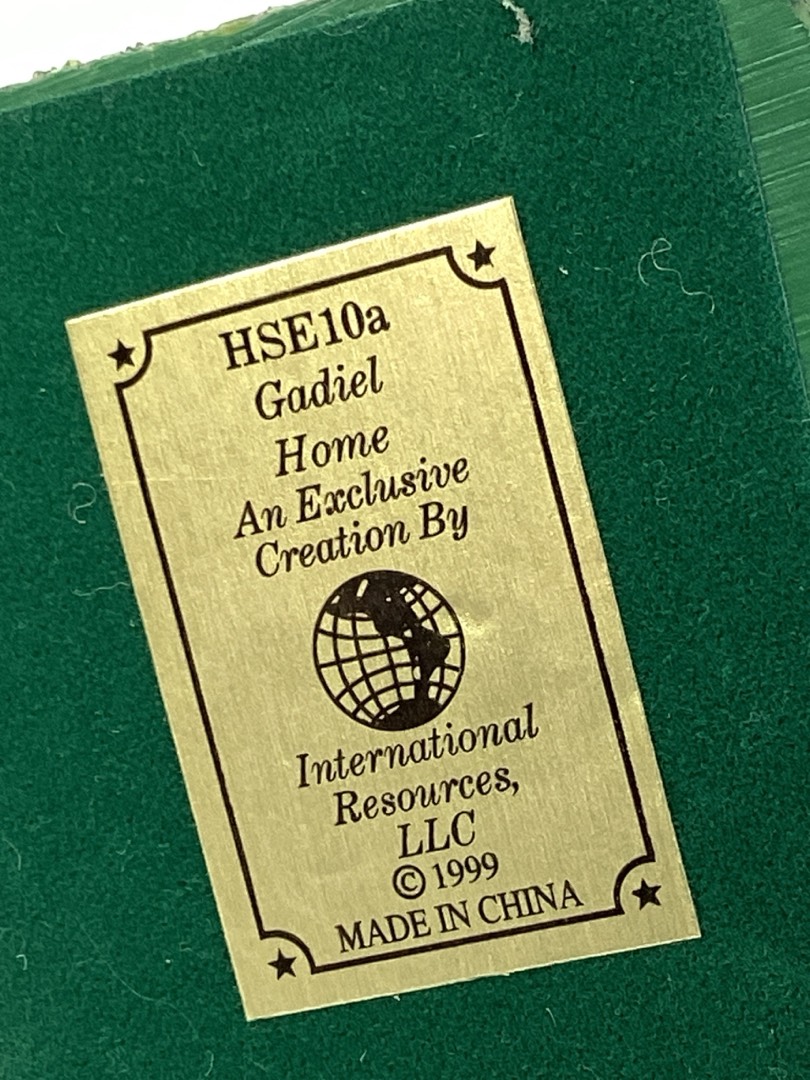 HSE10a
Gadiel
Home
An Exclusive
Creation By
International
Resources,
LLC
© 1999
MADE IN CHINA